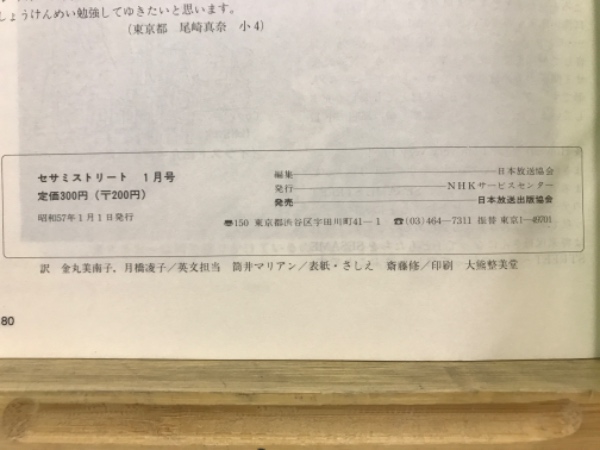 しょうけんめい勉強してゆきたいと思います。
(東京都 尾崎真奈 小4)
セサミストリート 1月号
定価300円(〒200円)
昭和57年1月1日発行
編集 日本放送協会
発行 NHKサービスセンター
発売 日本放送出版協会
〒150 東京都渋谷区宇田川町41−1 ☎(03)464−7311 振替 東京1−49701
訳 金丸美南子、月橋凌子/英文担当 筒井マリアン/表紙・さしえ 斎藤修/印刷 大熊整美堂
80